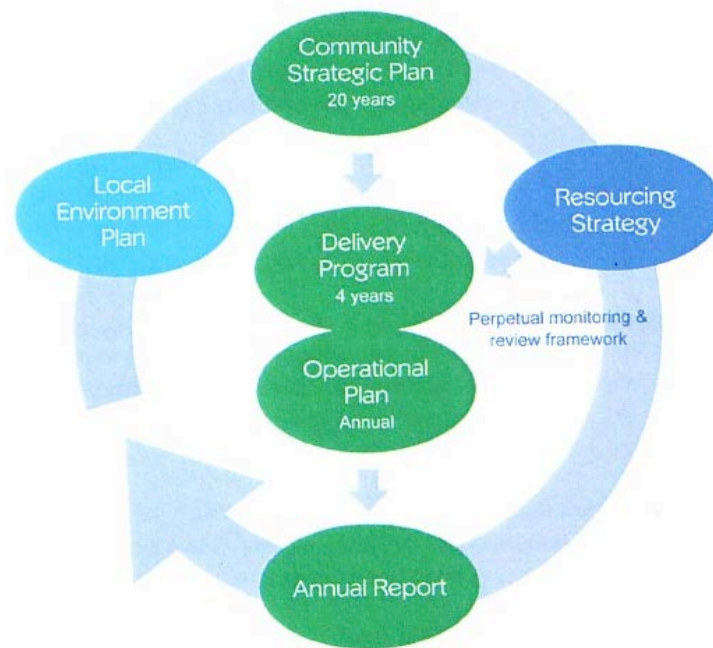 Community
Strategic Plan
20 years
Local
Environment
Plan
Resourcing
Strategy
Delivery
Program
4 years
Perpetual monitoring &
review framework
Operational
Plan
Annual
Annual Report